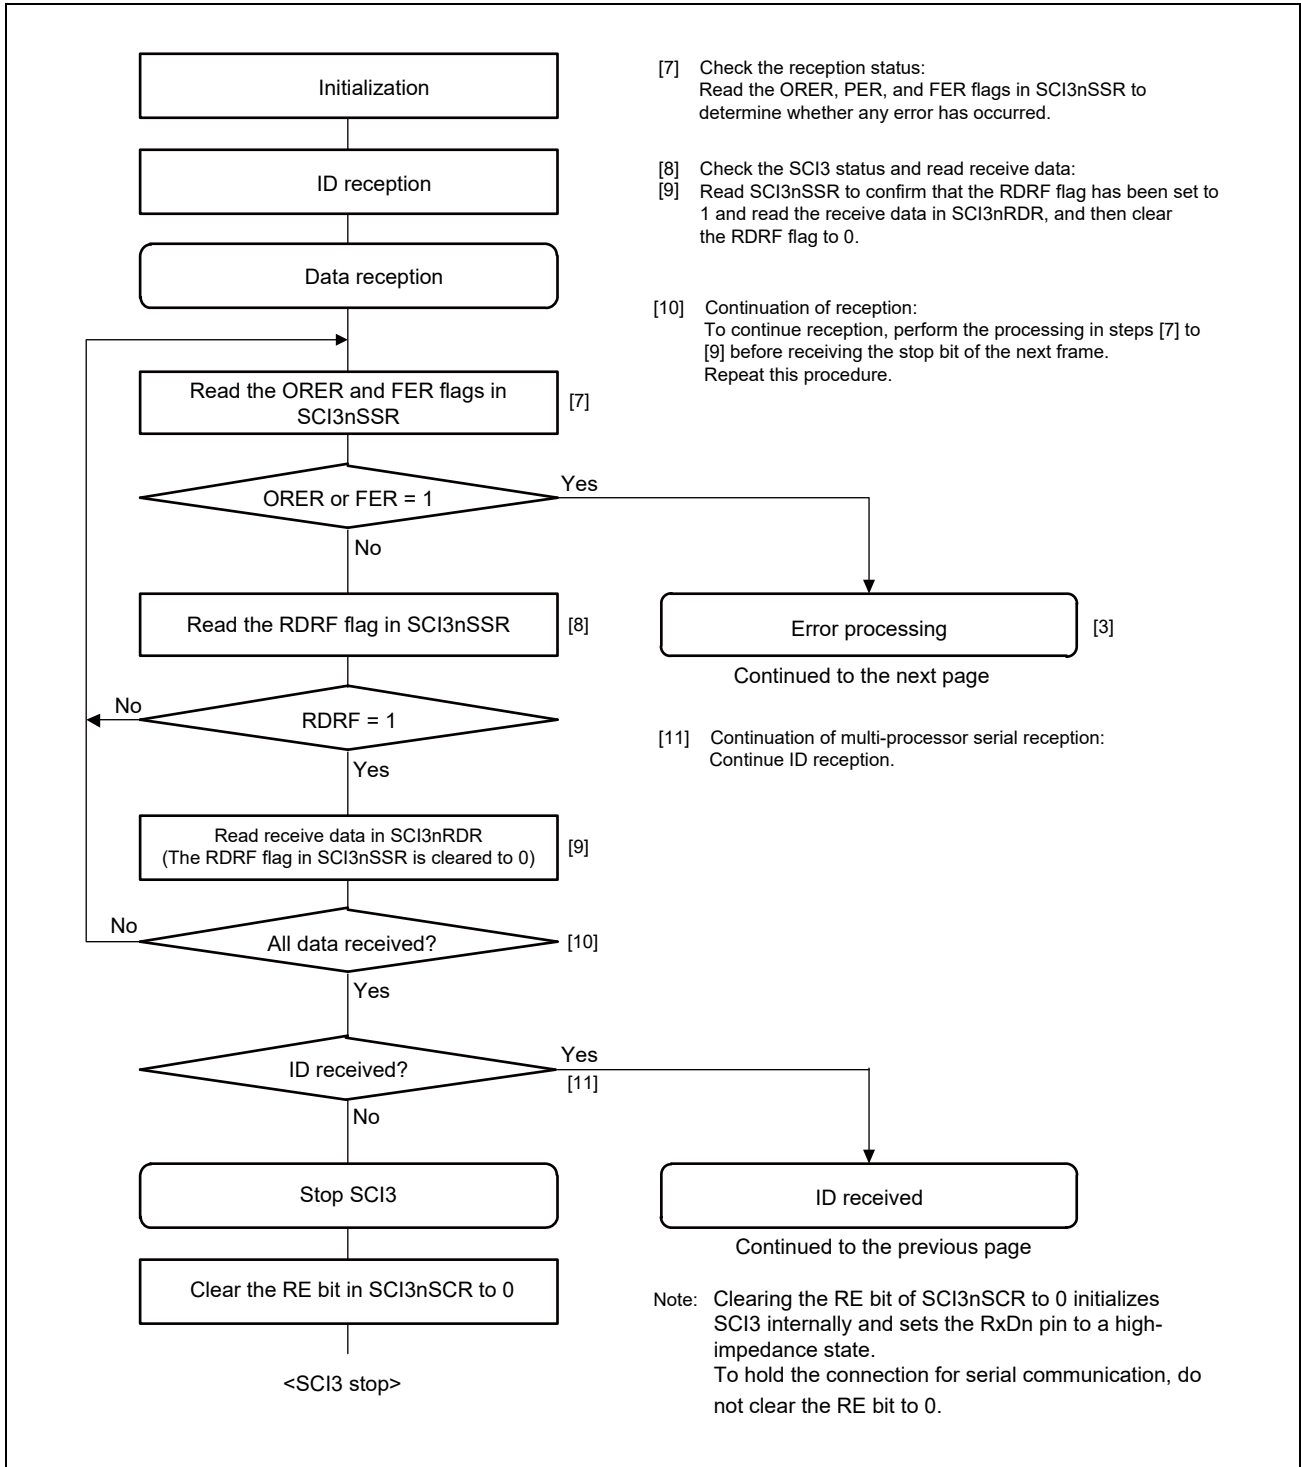 Initialization
ID reception
Data reception
Read the ORER and FER flags in
SCI3nSSR
[7]
ORER or FER = 1
Yes
No
Read the RDRF flag in SCI3nSSR
[8]
Error processing
[3]
Continued to the next page
No
RDRF = 1
Yes
Read receive data in SCI3nRDR
(The RDRF flag in SCI3nSSR is cleared to 0)
[9]
No
All data received?
[10]
Yes
ID received?
Yes
[11]
No
Stop SCI3
ID received
Continued to the previous page
Clear the RE bit in SCI3nSCR to 0
<SCI3 stop>
[7] Check the reception status:
Read the ORER, PER, and FER flags in SCI3nSSR to
determine whether any error has occurred.
[8] Check the SCI3 status and read receive data:
[9] Read SCI3nSSR to confirm that the RDRF flag has been set to
1 and read the receive data in SCI3nRDR, and then clear
the RDRF flag to 0.
[10] Continuation of reception:
To continue reception, perform the processing in steps [7] to
[9] before receiving the stop bit of the next frame.
Repeat this procedure.
[11] Continuation of multi-processor serial reception:
Continue ID reception.
Note: Clearing the RE bit of SCI3nSCR to 0 initializes
SCI3 internally and sets the RxDn pin to a high-
impedance state.
To hold the connection for serial communication, do
not clear the RE bit to 0.